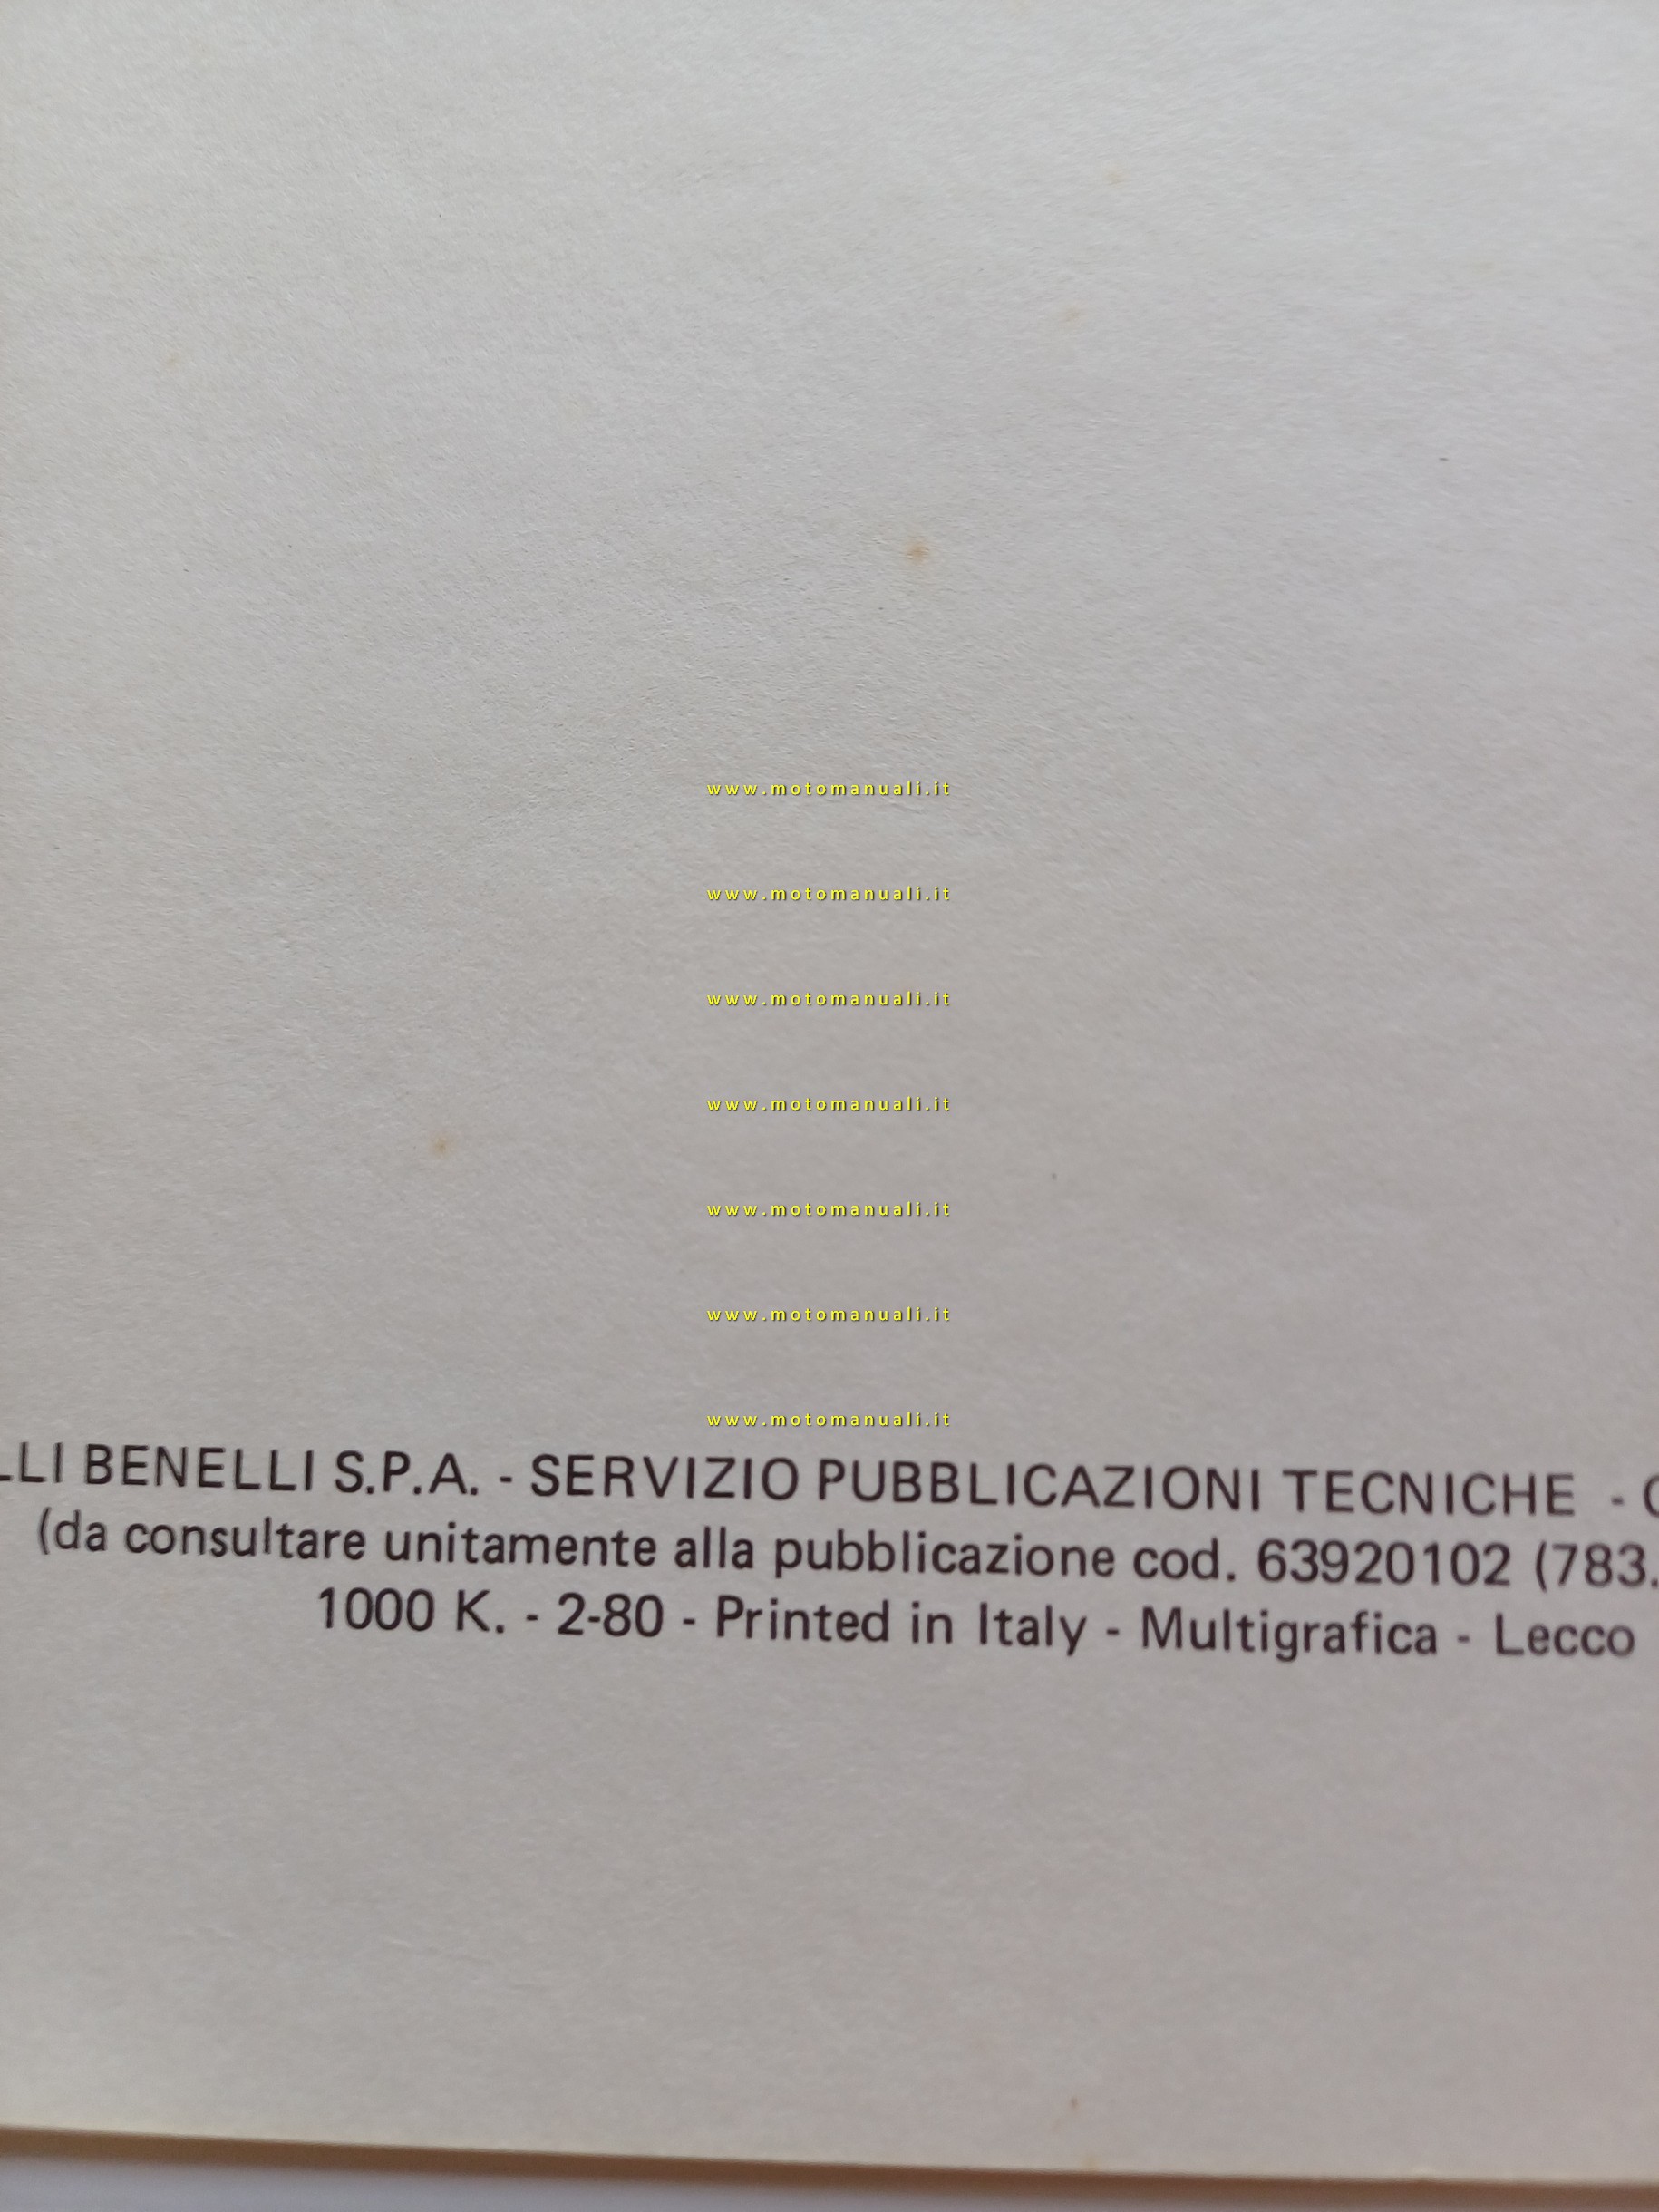 www.motomanuali.it
www.motomanuali.it
www.motomanuali.it
www.motomanuali.it
www.motomanuali.it
www.motomanuali.it
www.motomanuali.it
LLI BENELLI S.P.A. - SERVIZIO PUBBLICAZIONI TECNICHE -
(da consultare unitamente alla pubblicazione cod. 63920102 (783.
1000 K. - 2-80 - Printed in Italy - Multigrafica - Lecco